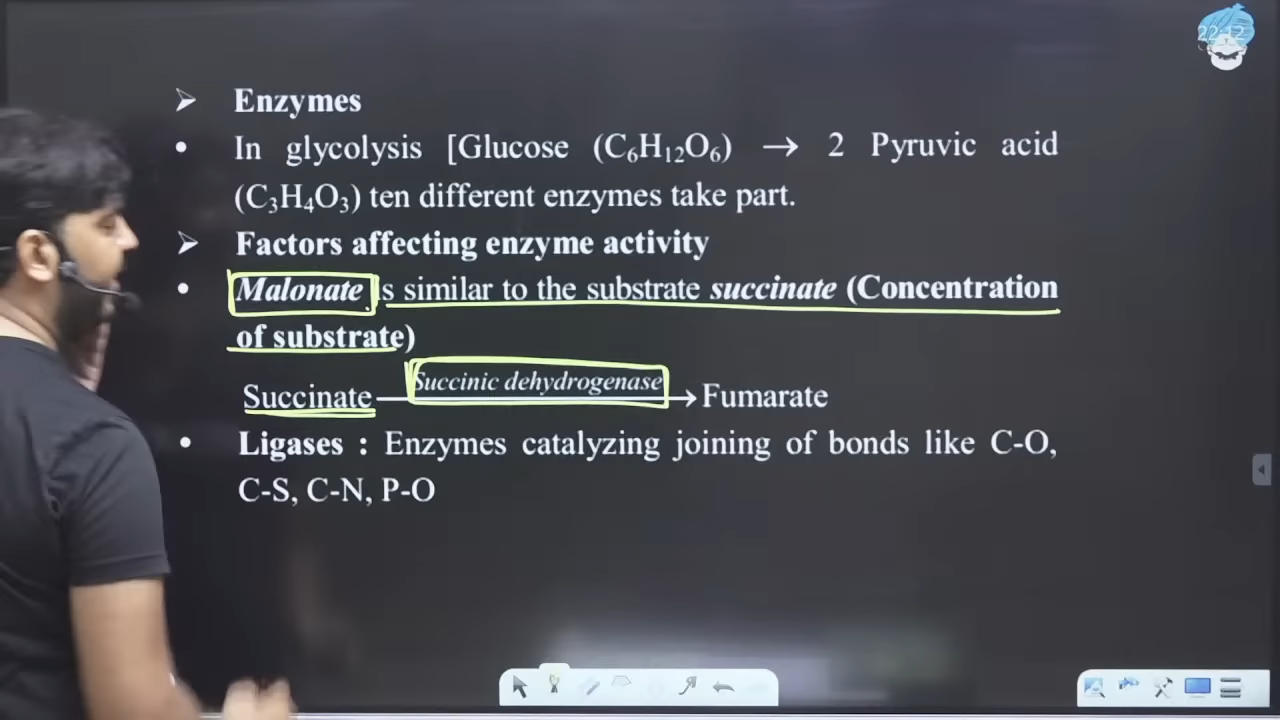 22:12
➢ Enzymes
• In glycolysis [Glucose (C₆H₁₂O₆) → 2 Pyruvic acid
(C₃H₄O₃) ten different enzymes take part.
➢ Factors affecting enzyme activity
• Malonate is similar to the substrate succinate (Concentration
of substrate)
Succinic dehydrogenase
Succinate → Fumarate
• Ligases : Enzymes catalyzing joining of bonds like C-O,
C-S, C-N, P-O